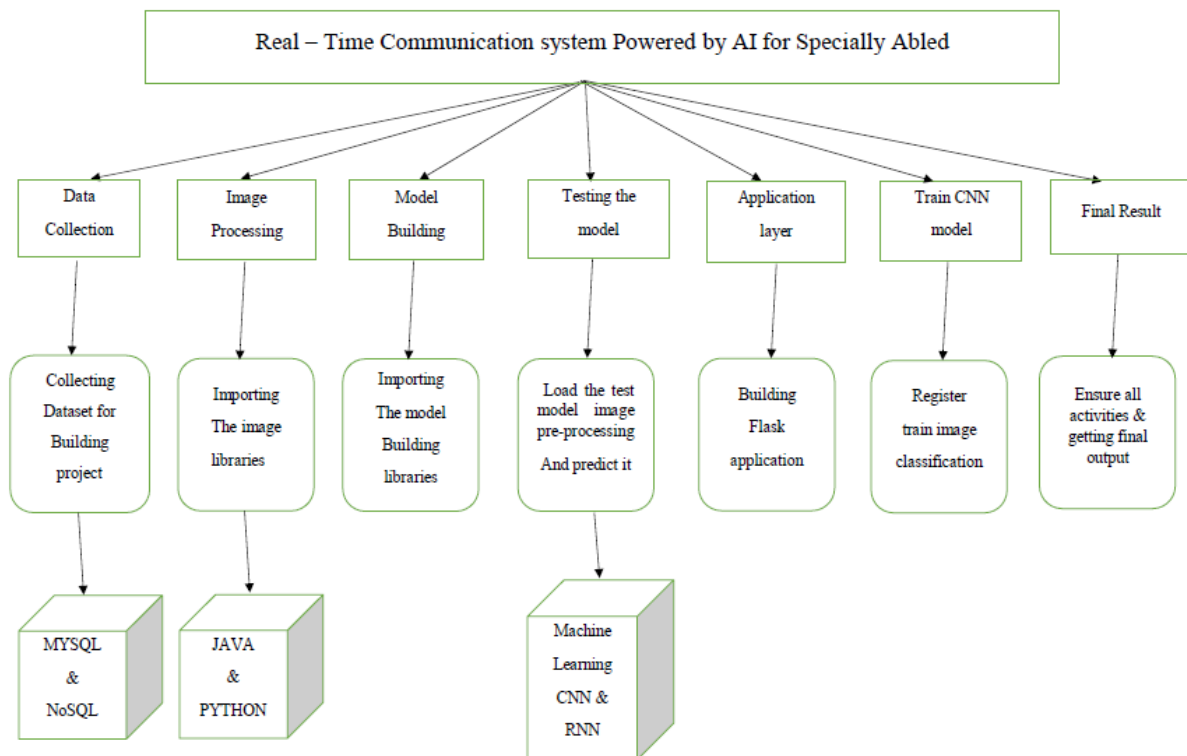 Real – Time Communication system Powered by AI for Specially Abled
Data
Collection
Image
Processing
Model
Building
Testing the
model
Application
layer
Train CNN
model
Final Result
Collecting
Dataset for
Building
project
Importing
The image
libraries
Importing
The model
Building
libraries
Load the test
model image
pre-processing
And predict it
Building
Flask
application
Register
train image
classification
Ensure all
activities &
getting final
output
MYSQL
&
NoSQL
JAVA
&
PYTHON
Machine
Learning
CNN &
RNN